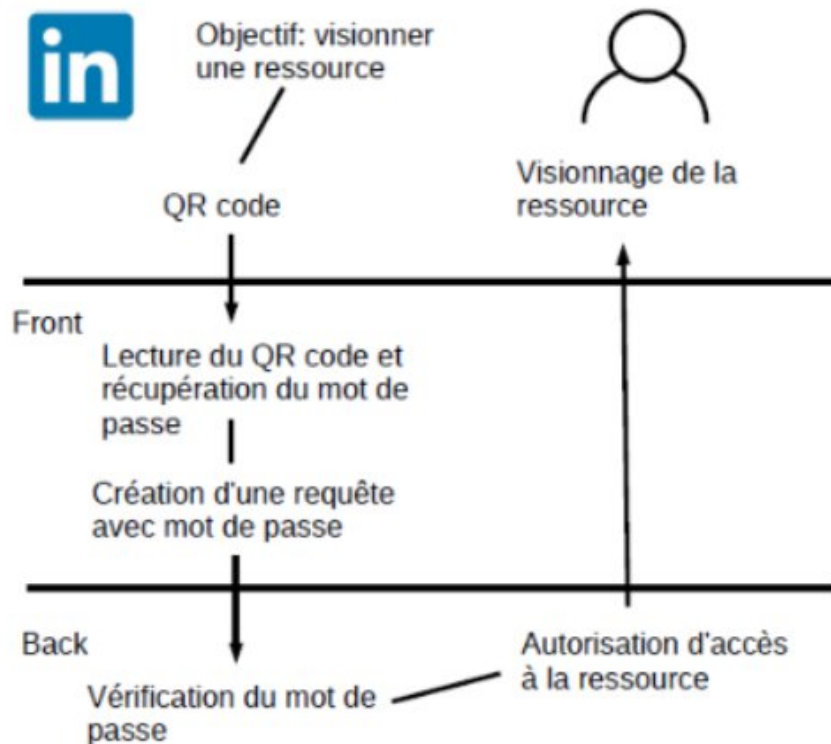 in
Objectif: visionner
une ressource
QR code
Visionnage de la
ressource
Front
Lecture du QR code et
récupération du mot de
passe
Création d'une requête
avec mot de passe
Back
Vérification du mot de
passe
Autorisation d'accès
à la ressource